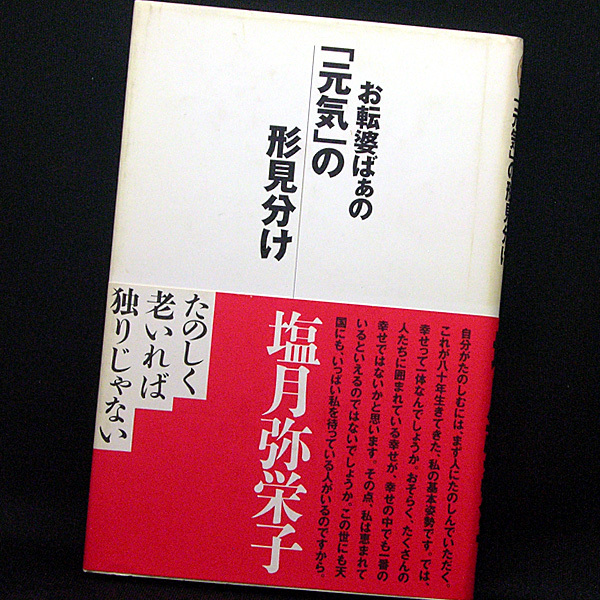 お転婆ばぁの
「元気」の
形見分け
自分がたのしむには、まず人にたのしんでいただく、
これが八十年生きてきた、私の基本姿勢です。では、
幸せって一体なんでしょうか。おそらく、たくさんの
人たちに囲まれている幸せが、幸せの中でも一番の
幸せではないかと思います。その点、私は恵まれて
いるといえるのではないでしょうか。この世にも天
国にも、いっぱい私を待っている人がいるのですから。
塩月弥栄子
たのしく
老いれば
独りじゃない